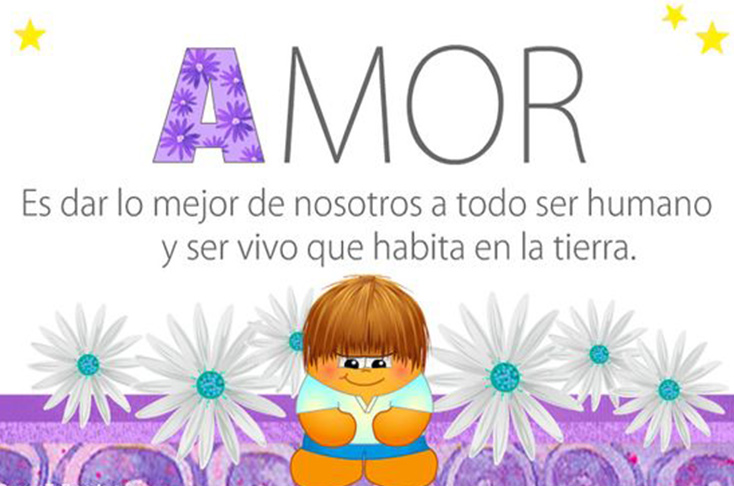 AMOR
Es dar lo mejor de nosotros a todo ser humano
y ser vivo que habita en la tierra.